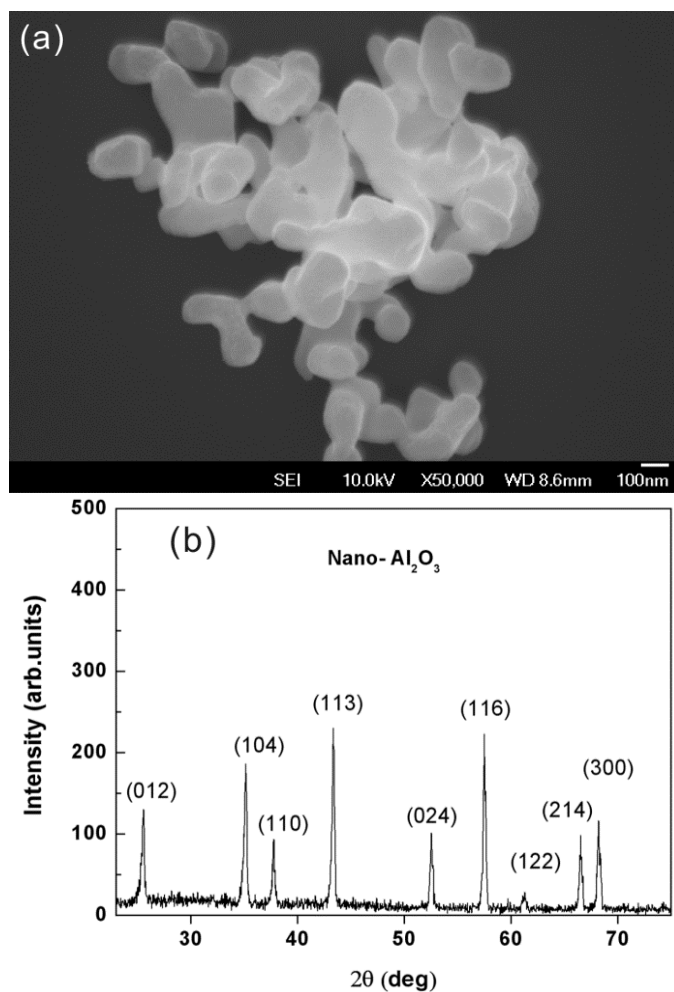 (a)
SEI 10.0kV X50,000 WD 8.6mm 100nm
(b)
Nano- Al₂O₃
Intensity (arb.units)
500
400
300
200
100
0
(012)
(104)
(110)
(113)
(024)
(116)
(122)
(214)
(300)
30 40 50 60 70
2θ (deg)